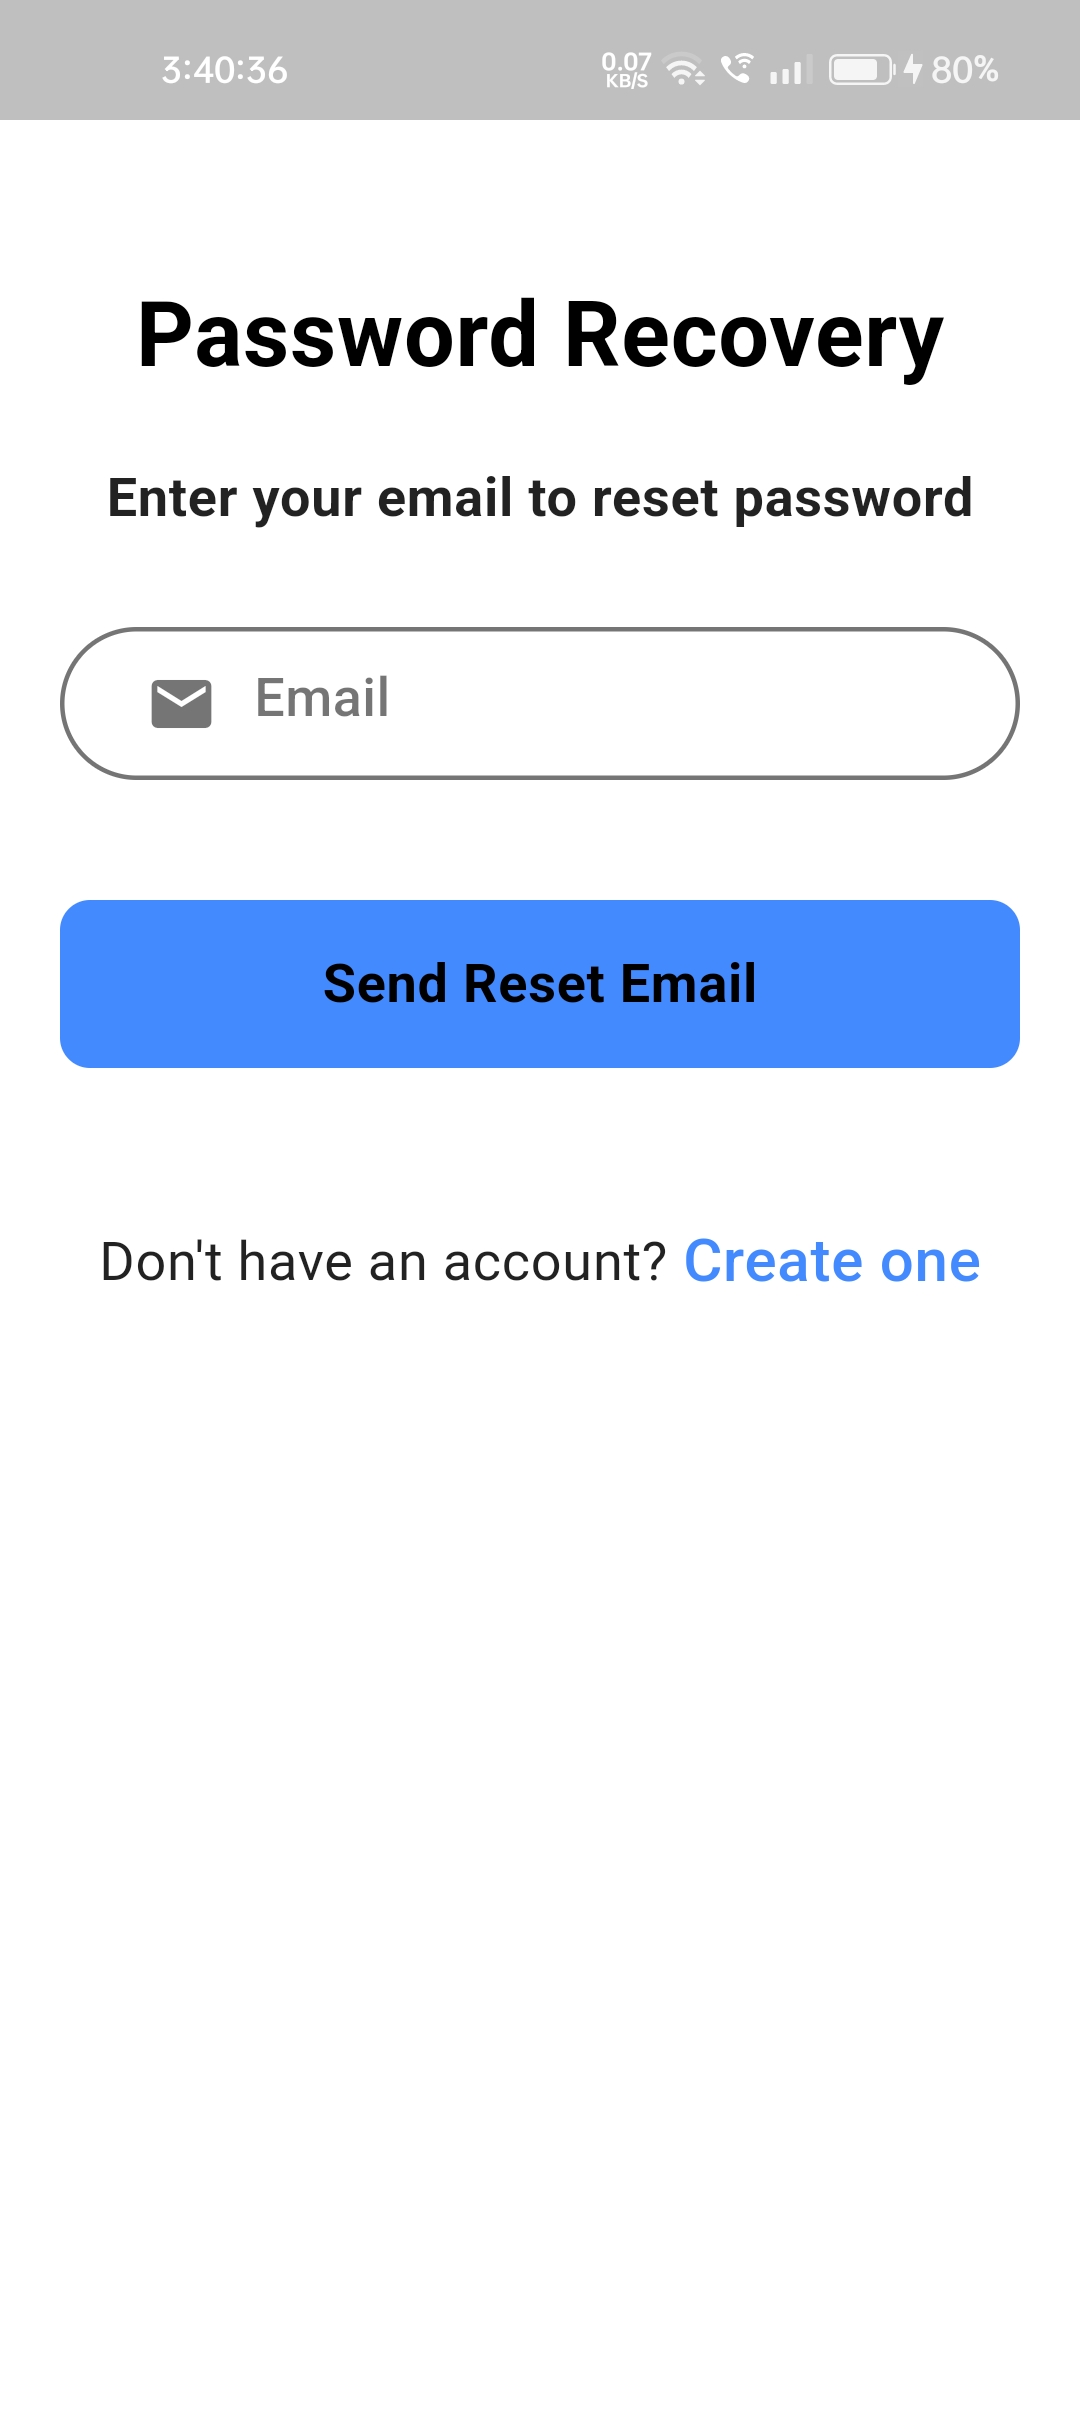 3:40:36 0.07 KB/S 80%
Password Recovery
Enter your email to reset password
Email
Send Reset Email
Don't have an account? Create one